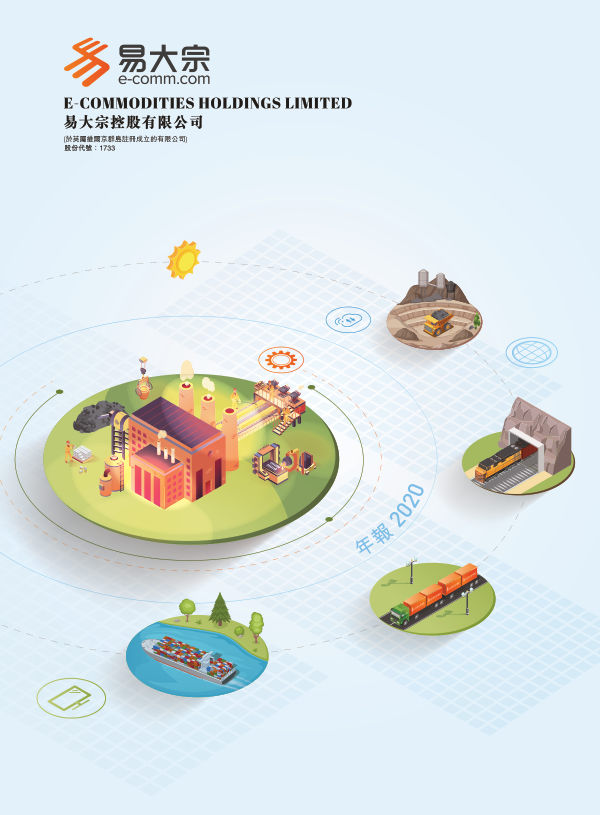 易大宗
e-comm.com
E-COMMODITIES HOLDINGS LIMITED
易大宗控股有限公司
(於英屬維爾京群島註冊成立的有限公司)
股份代號：1733
年報 2020